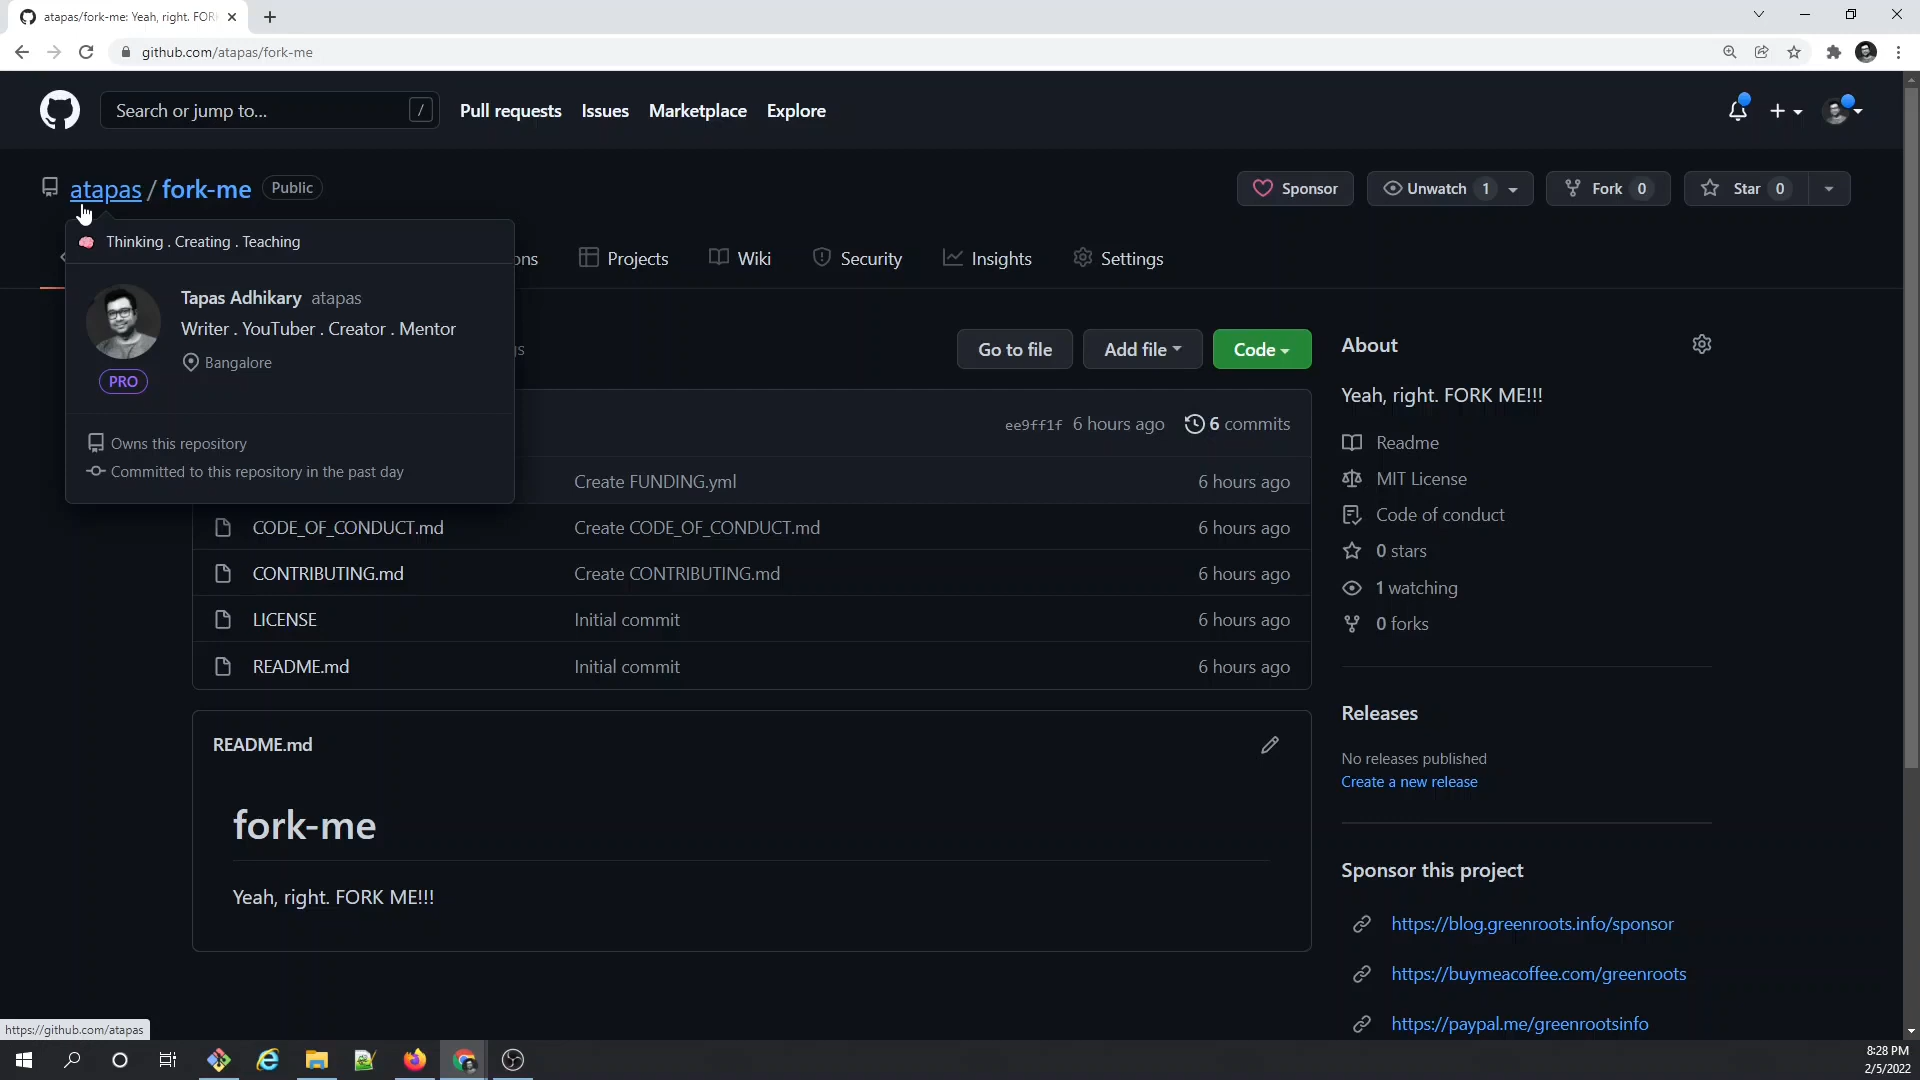 atapas/fork-me: Yeah, right. FOR
github.com/atapas/fork-me
Search or jump to...
/
Pull requests
Issues
Marketplace
Explore
atapas / fork-me
Public
Sponsor
Unwatch 1
Fork 0
Star 0
Thinking . Creating . Teaching
ons
Projects
Wiki
Security
Insights
Settings
Tapas Adhikary atapas
Writer . YouTuber . Creator . Mentor
Bangalore
PRO
Owns this repository
Committed to this repository in the past day
gs
Go to file
Add file
Code
ee9ff1f 6 hours ago
6 commits
Create FUNDING.yml 6 hours ago
CODE_OF_CONDUCT.md Create CODE_OF_CONDUCT.md 6 hours ago
CONTRIBUTING.md Create CONTRIBUTING.md 6 hours ago
LICENSE Initial commit 6 hours ago
README.md Initial commit 6 hours ago
README.md
fork-me
Yeah, right. FORK ME!!!
About
Yeah, right. FORK ME!!!
Readme
MIT License
Code of conduct
0 stars
1 watching
0 forks
Releases
No releases published
Create a new release
Sponsor this project
https://blog.greenroots.info/sponsor
https://buymeacoffee.com/greenroots
https://paypal.me/greenrootsinfo
https://github.com/atapas
8:28 PM
2/5/2022